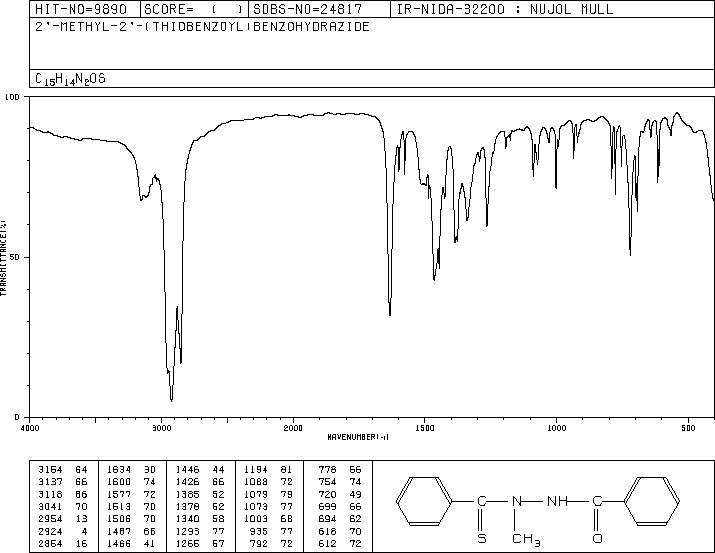 HIT-NO=9890 SCORE= ( ) SDBS-NO=24817 IR-NIDA-32200 : NUJOL MULL
2'-METHYL-2'-(THIOBENZOYL)BENZOHYDRAZIDE
C15H14N2OS
100
50
0
TRANSMITTANCE(%)
4000 3000 2000 1500 1000 500
WAVENUMBER(-1)
3154 64 1634 30 1446 44 1194 81 778 66
3137 66 1600 74 1426 66 1088 72 754 74
3118 66 1577 72 1385 52 1079 79 720 49
3041 70 1513 70 1378 52 1073 77 699 66
2954 13 1506 70 1340 58 1003 68 694 62
2924 4 1487 66 1293 77 935 77 618 70
2854 16 1466 41 1265 57 792 72 612 72
C N NH C
S CH3 O